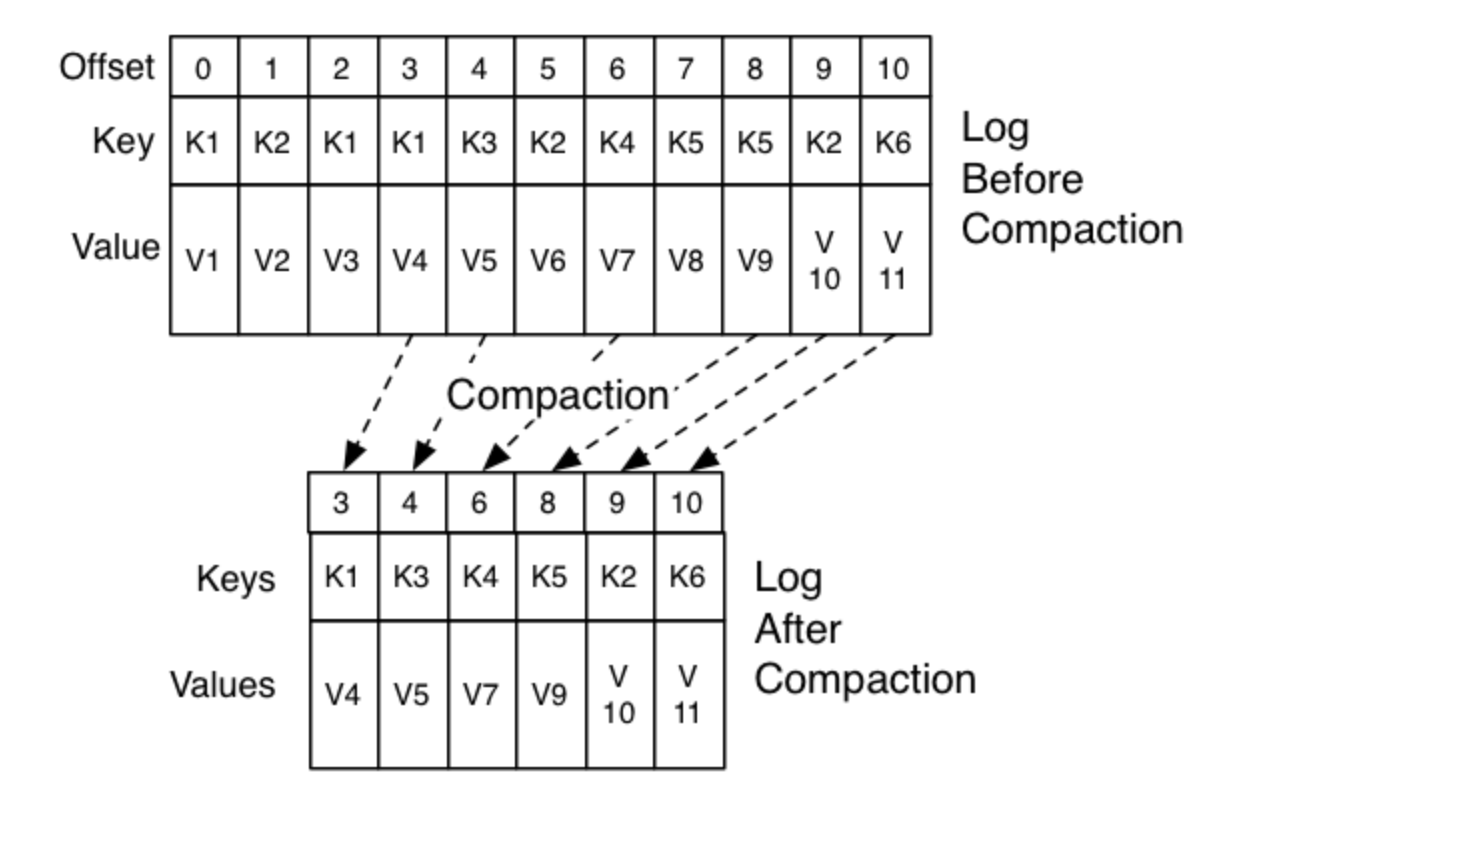 Offset 0 1 2 3 4 5 6 7 8 9 10
Key K1 K2 K1 K1 K3 K2 K4 K5 K5 K2 K6
Value V1 V2 V3 V4 V5 V6 V7 V8 V9 V 10 V 11
Log
Before
Compaction
Compaction
3 4 6 8 9 10
Keys K1 K3 K4 K5 K2 K6
Values V4 V5 V7 V9 V 10 V 11
Log
After
Compaction